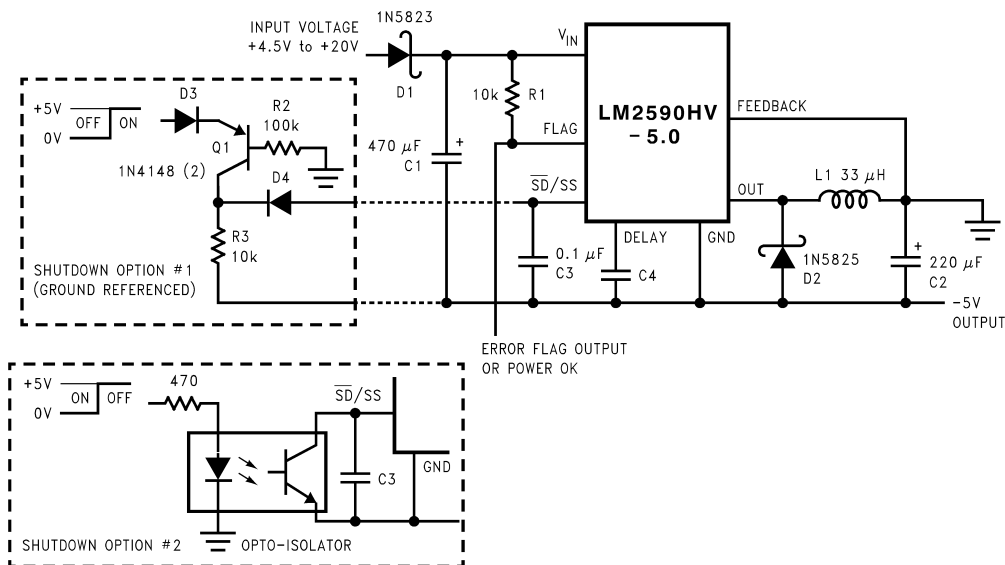 1N5823
INPUT VOLTAGE
+4.5V to +20V
D1
V_IN
10k
R1
LM2590HV
-5.0
FEEDBACK
FLAG
470 μF
C1
+
S̅D̅/SS
OUT
L1 33 μH
DELAY
GND
0.1 μF
C3
C4
1N5825
D2
+
220 μF
C2
-5V
OUTPUT
ERROR FLAG OUTPUT
OR POWER OK
+5V
OFF
ON
0V
D3
R2
100k
Q1
1N4148 (2)
D4
R3
10k
SHUTDOWN OPTION #1
(GROUND REFERENCED)
+5V
ON
OFF
0V
470
S̅D̅/SS
GND
C3
SHUTDOWN OPTION #2
OPTO-ISOLATOR